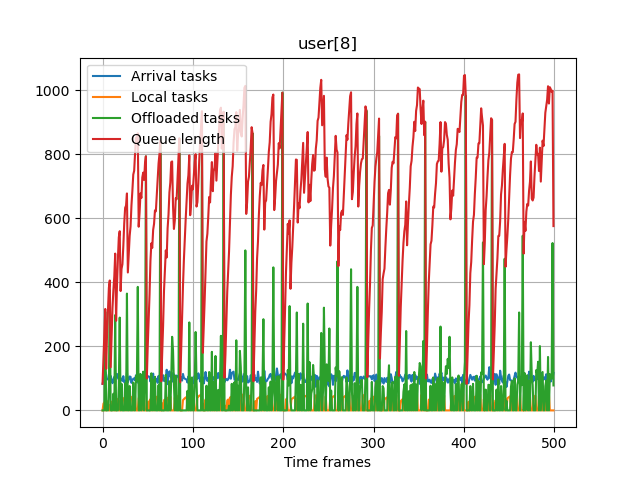 user[8]
Arrival tasks
Local tasks
Offloaded tasks
Queue length
1000
800
600
400
200
0
0 100 200 300 400 500
Time frames